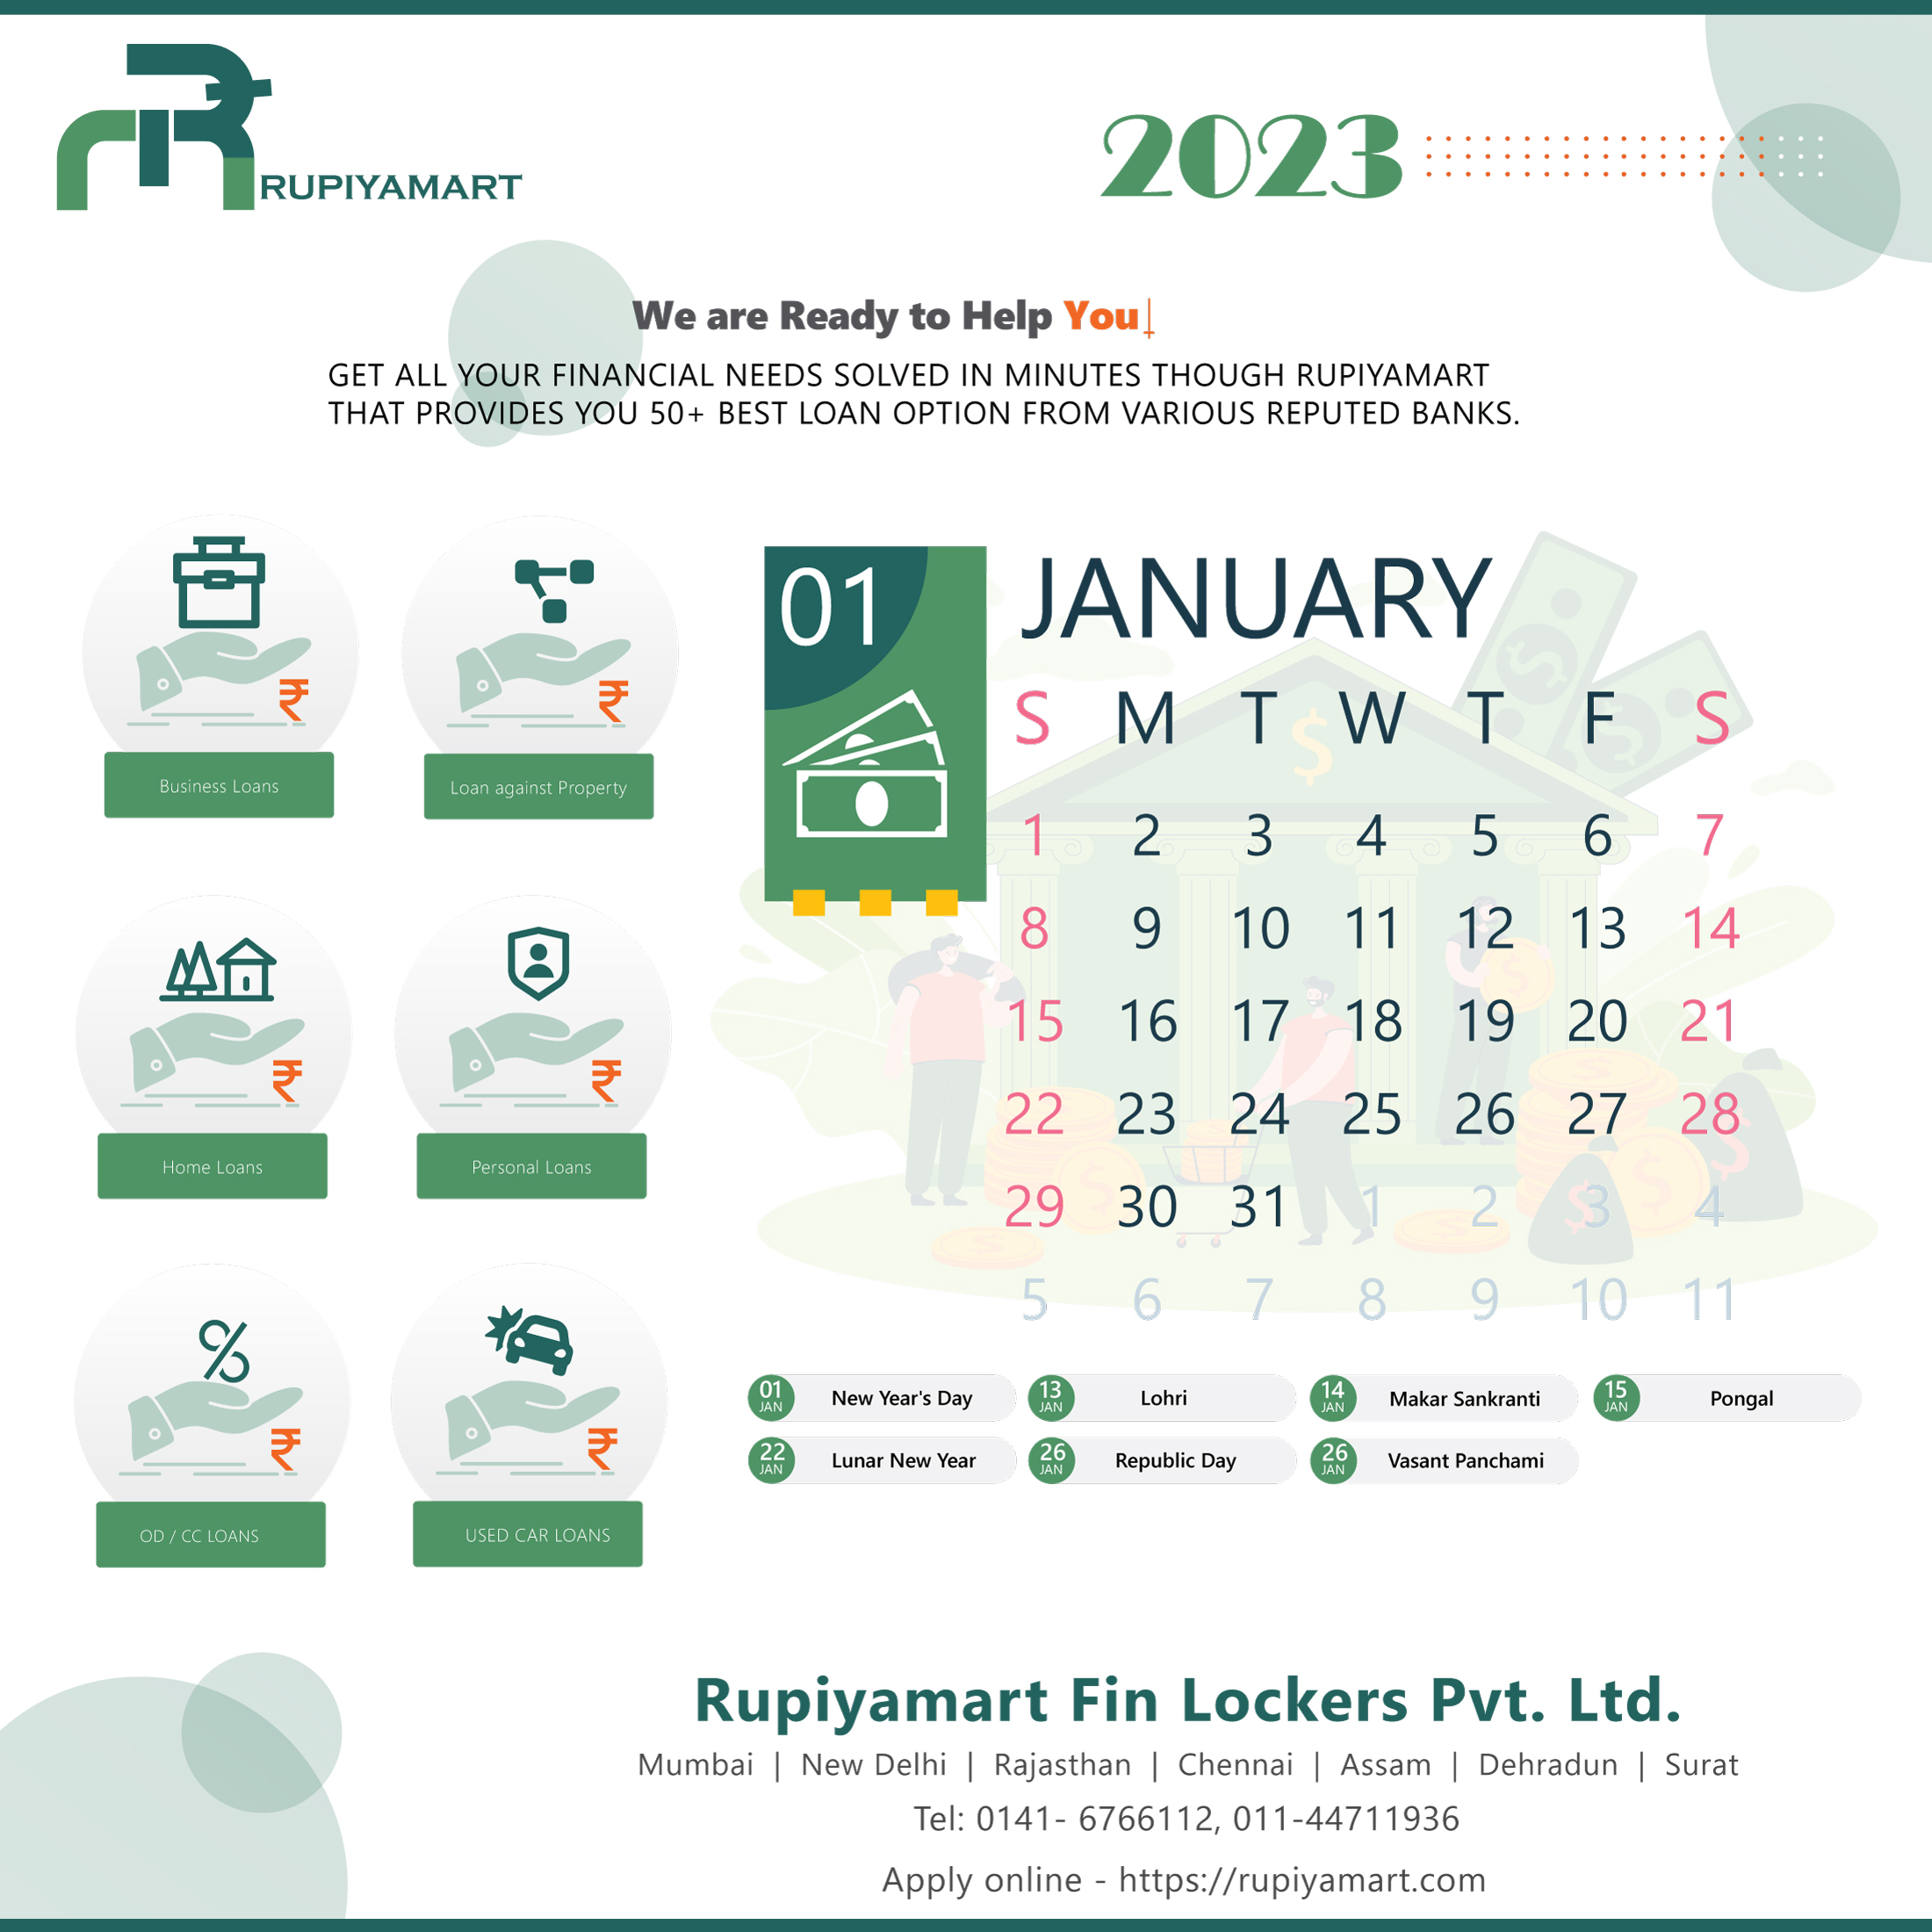 RUPIYAMART
2023
We are Ready to Help You
GET ALL YOUR FINANCIAL NEEDS SOLVED IN MINUTES THOUGH RUPIYAMART
THAT PROVIDES YOU 50+ BEST LOAN OPTION FROM VARIOUS REPUTED BANKS.
₹
Business Loans
₹
Loan against Property
₹
Home Loans
₹
Personal Loans
%
₹
OD / CC LOANS
₹
USED CAR LOANS
01
JANUARY
S M T W T F S
1 2 3 4 5 6 7
8 9 10 11 12 13 14
15 16 17 18 19 20 21
22 23 24 25 26 27 28
29 30 31 1 2 3 4
5 6 7 8 9 10 11
01 JAN New Year's Day
13 JAN Lohri
14 JAN Makar Sankranti
15 JAN Pongal
22 JAN Lunar New Year
26 JAN Republic Day
26 JAN Vasant Panchami
Rupiyamart Fin Lockers Pvt. Ltd.
Mumbai | New Delhi | Rajasthan | Chennai | Assam | Dehradun | Surat
Tel: 0141- 6766112, 011-44711936
Apply online - https://rupiyamart.com